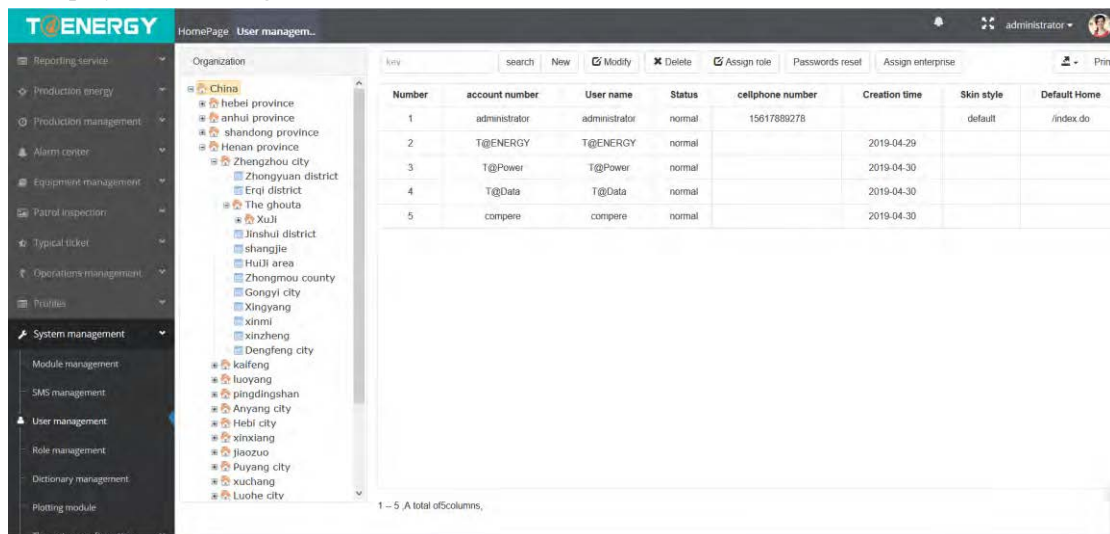 T@ENERGY
HomePage User managem..
administrator
Reporting service
Production energy
Production management
Alarm center
Equipment management
Patrol inspection
Typical ticket
Operations management
Profiles
System management
Module management
SMS management
User management
Role management
Dictionary management
Plotting module
Organization
China
hebei province
anhui province
shandong province
Henan province
Zhengzhou city
Zhongyuan district
Erqi district
The ghouta
XuJi
Jinshui district
shangjie
HuiJi area
Zhongmou county
Gongyi city
Xingyang
xinmi
xinzheng
Dengfeng city
kaifeng
luoyang
pingdingshan
Anyang city
Hebi city
xinxiang
jiaozuo
Puyang city
xuchang
Luohe city
key search New Modify Delete Assign role Passwords reset Assign enterprise Prin
Number account number User name Status cellphone number Creation time Skin style Default Home
1 administrator administrator normal 15617889278 default /index.do
2 T@ENERGY T@ENERGY normal 2019-04-29
3 T@Power T@Power normal 2019-04-30
4 T@Data T@Data normal 2019-04-30
5 compere compere normal 2019-04-30
1 – 5 ,A total of5columns,